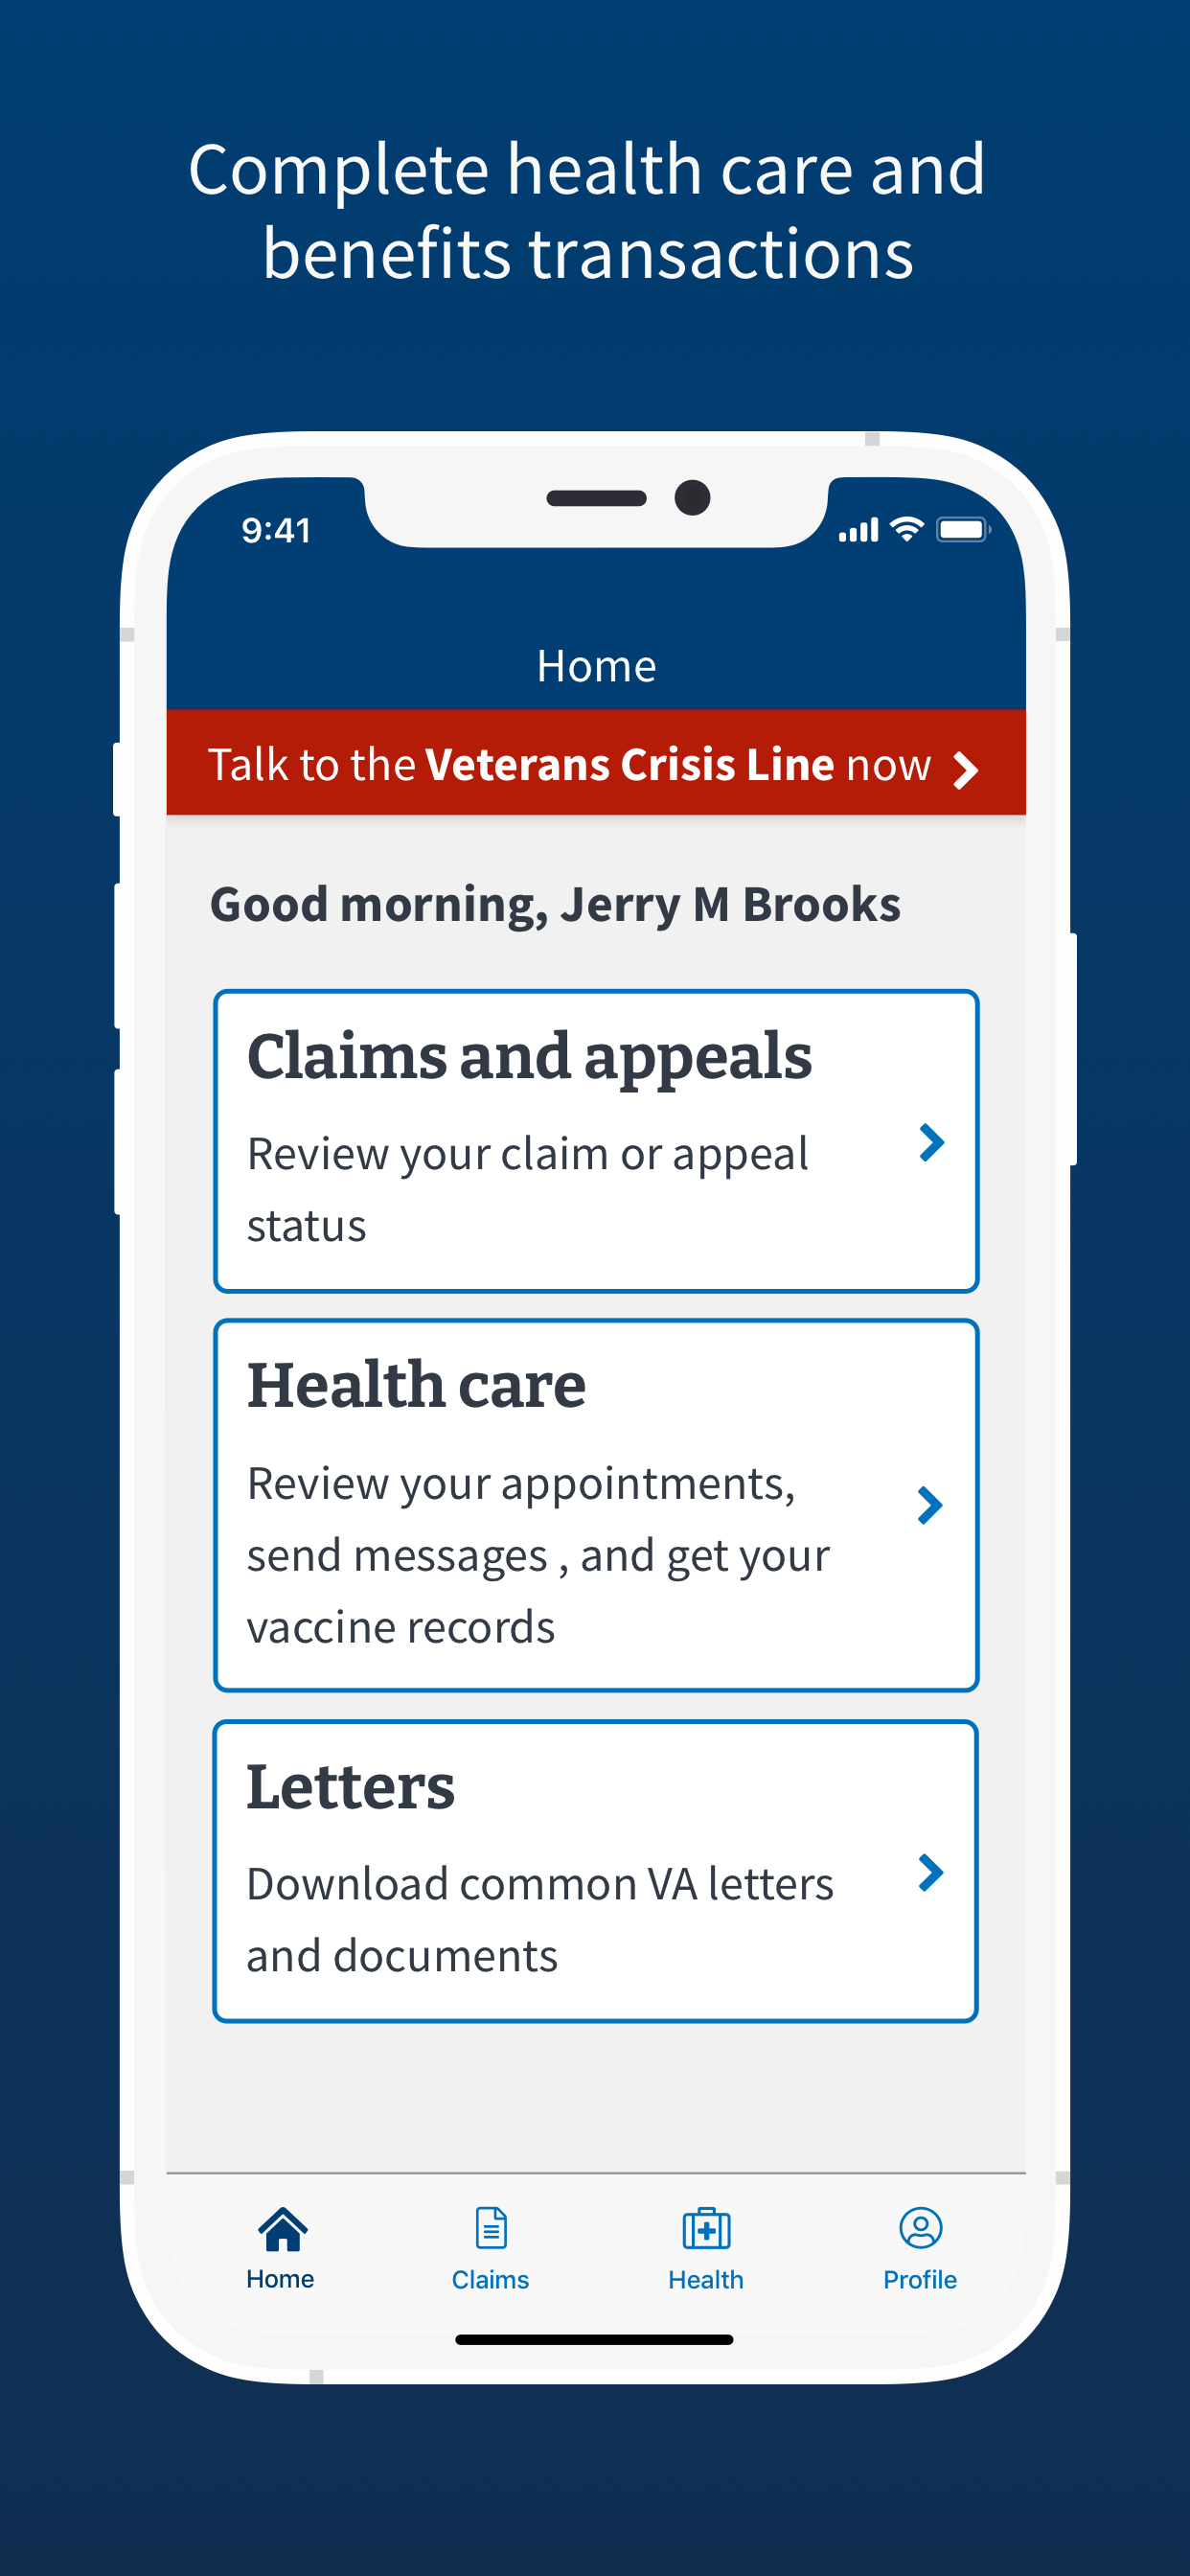 Complete health care and
benefits transactions
9:41
Home
Talk to the Veterans Crisis Line now
Good morning, Jerry M Brooks
Claims and appeals
Review your claim or appeal
status
Health care
Review your appointments,
send messages , and get your
vaccine records
Letters
Download common VA letters
and documents
Home
Claims
Health
Profile